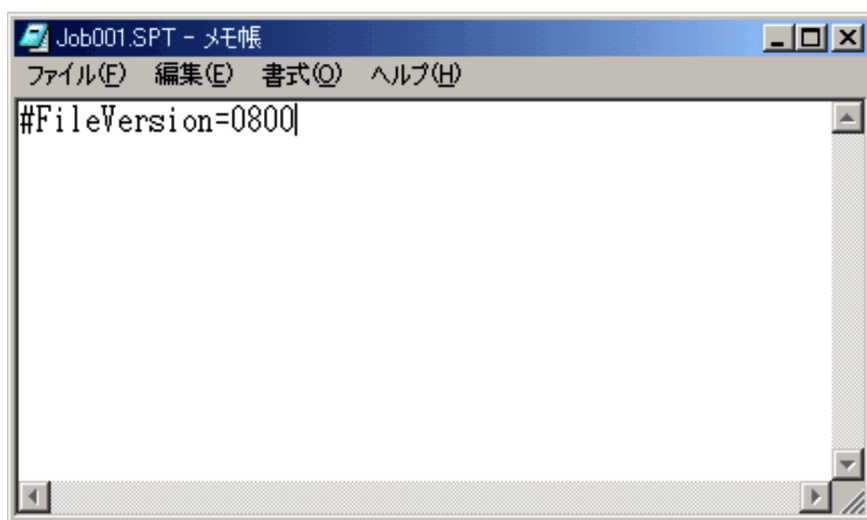 Job001.SPT - メモ帳
ファイル(F) 編集(E) 書式(O) ヘルプ(H)
#FileVersion=0800